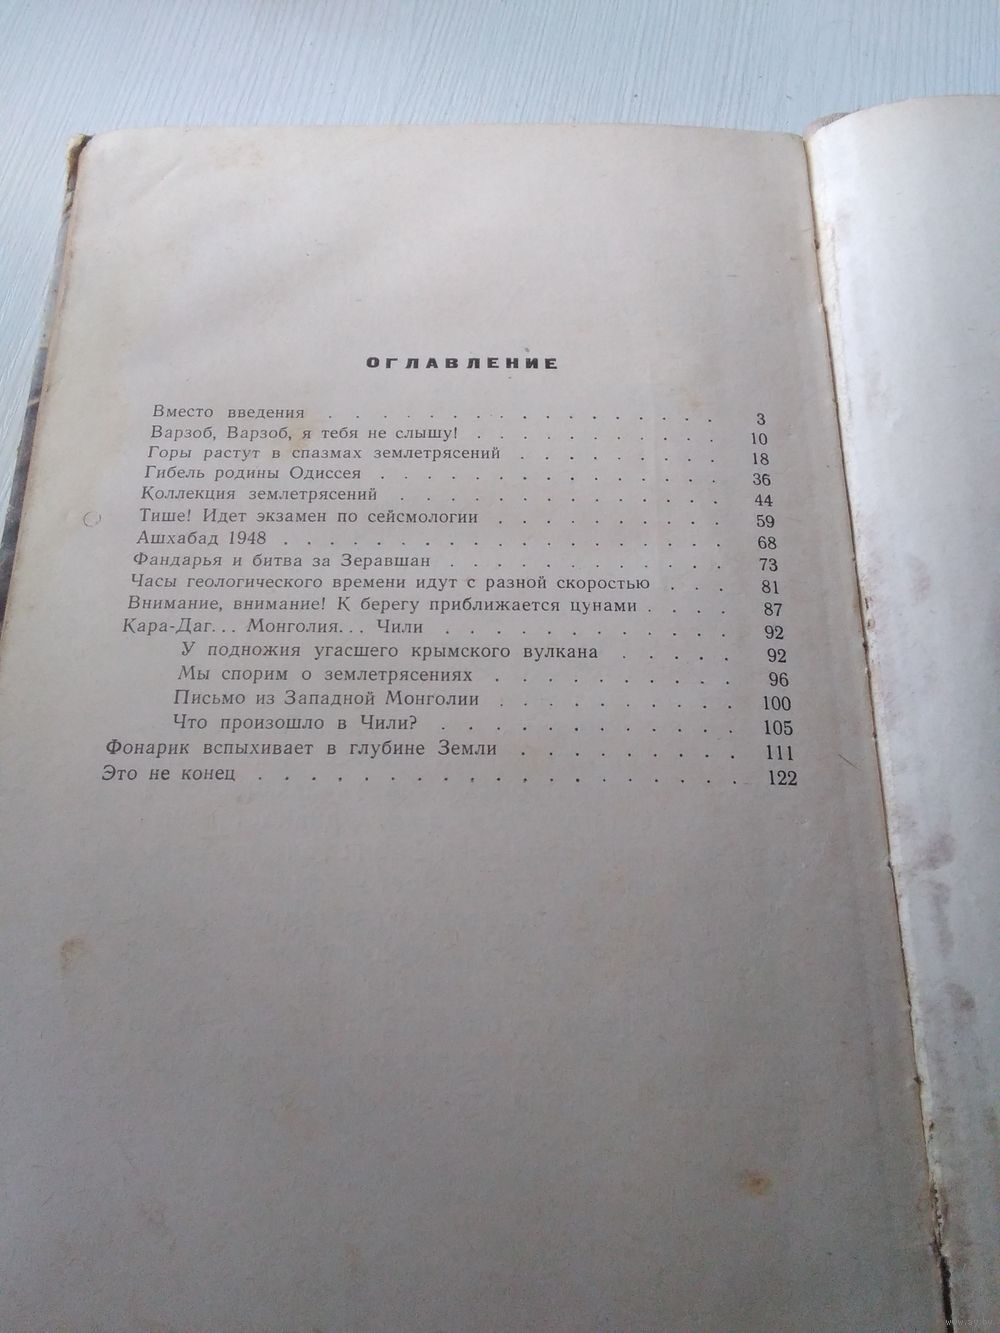 ОГЛАВЛЕНИЕ
Вместо введения . . . . . . . . . . . . . . . . 3
Варзоб, Варзоб, я тебя не слышу! . . . . . . . . . . 10
Горы растут в спазмах землетрясений . . . . . . . . 18
Гибель родины Одиссея . . . . . . . . . . . . . . 36
Коллекция землетрясений . . . . . . . . . . . . . 44
Тише! Идет экзамен по сейсмологии . . . . . . . . . 59
Ашхабад 1948 . . . . . . . . . . . . . . . . . 68
Фандарья и битва за Зеравшан . . . . . . . . . . . 73
Часы геологического времени идут с разной скоростью . . . 81
Внимание, внимание! К берегу приближается цунами . . . . 87
Кара-Даг... Монголия... Чили . . . . . . . . . . . 92
У подножия угасшего крымского вулкана . . . . . 92
Мы спорим о землетрясениях . . . . . . . . . 96
Письмо из Западной Монголии . . . . . . . . . 100
Что произошло в Чили? . . . . . . . . . . . 105
Фонарик вспыхивает в глубине Земли . . . . . . . . . 111
Это не конец . . . . . . . . . . . . . . . . . 122
www.ay.by